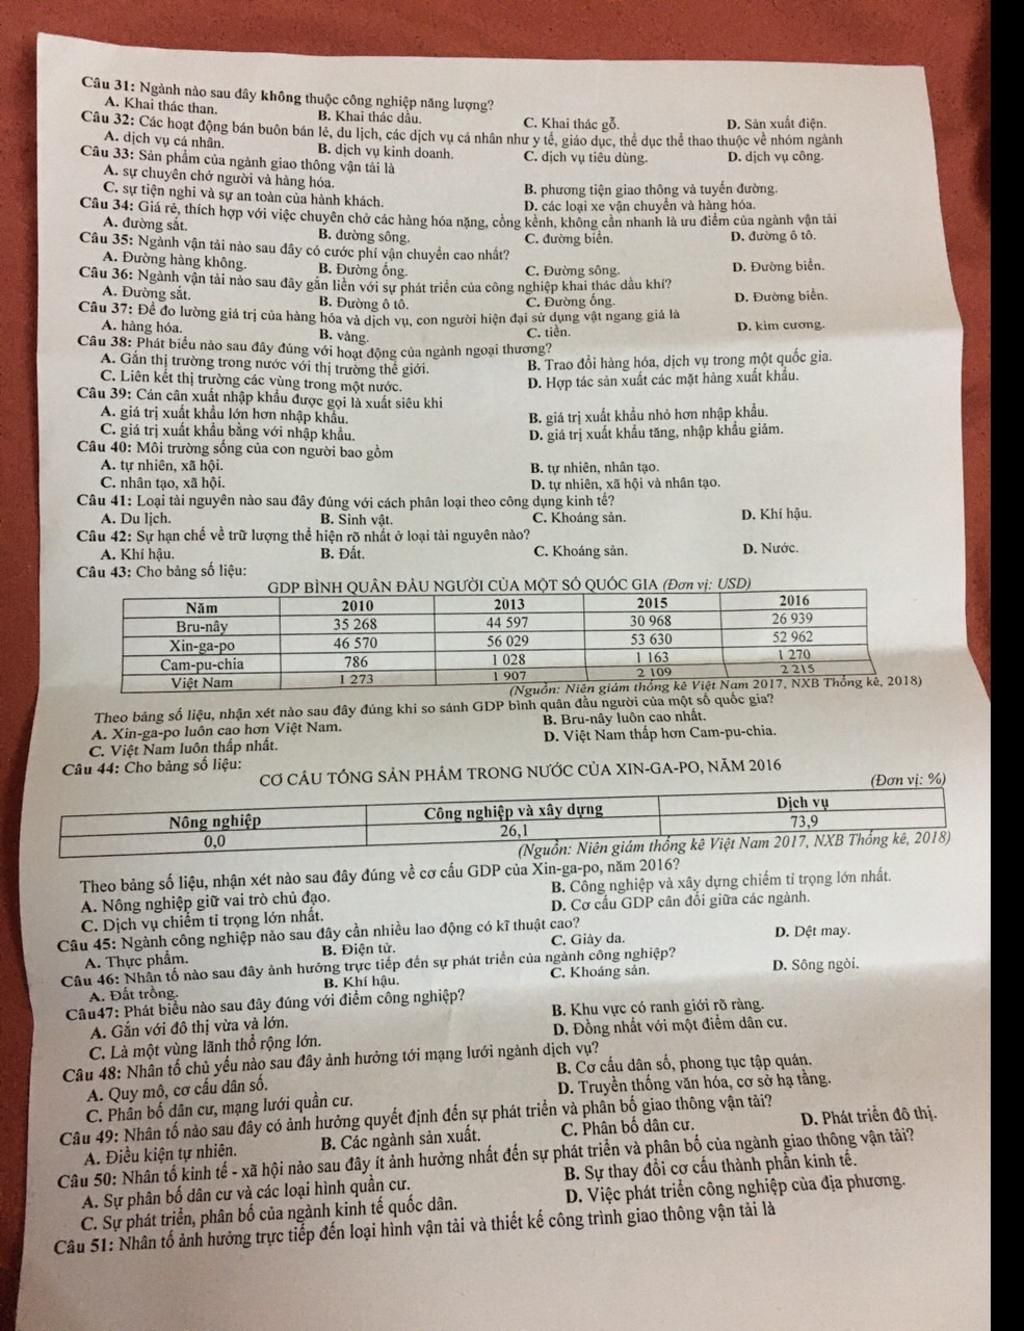 Câu 31: Ngành nào sau đây không thuộc công nghiệp năng lượng?
A. Khai thác than. B. Khai thác dầu. C. Khai thác gỗ. D. Sản xuất điện.
Câu 32: Các hoạt động bán buôn bán lẻ, du lịch, các dịch vụ cá nhân như y tế, giáo dục, thể dục thể thao thuộc về nhóm ngành
A. dịch vụ cá nhân. B. dịch vụ kinh doanh. C. dịch vụ tiêu dùng. D. dịch vụ công.
Câu 33: Sản phẩm của ngành giao thông vận tải là
A. sự chuyên chở người và hàng hóa. B. phương tiện giao thông và tuyến đường.
C. sự tiện nghi và sự an toàn của hành khách. D. các loại xe vận chuyển và hàng hóa.
Câu 34: Giá rẻ, thích hợp với việc chuyên chở các hàng hóa nặng, cồng kềnh, không cần nhanh là ưu điểm của ngành vận tải
A. đường sắt. B. đường sông. C. đường biển. D. đường ô tô.
Câu 35: Ngành vận tải nào sau đây có cước phí vận chuyển cao nhất?
A. Đường hàng không. B. Đường ống. C. Đường sông. D. Đường biển.
Câu 36: Ngành vận tải nào sau đây gắn liền với sự phát triển của công nghiệp khai thác dầu khí?
A. Đường sắt. B. Đường ô tô. C. Đường ống. D. Đường biển.
Câu 37: Để đo lường giá trị của hàng hóa và dịch vụ, con người hiện đại sử dụng vật ngang giá là
A. hàng hóa. B. vàng. C. tiền. D. kim cương.
Câu 38: Phát biểu nào sau đây đúng với hoạt động của ngành ngoại thương?
A. Gắn thị trường trong nước với thị trường thế giới. B. Trao đổi hàng hóa, dịch vụ trong một quốc gia.
C. Liên kết thị trường các vùng trong một nước. D. Hợp tác sản xuất các mặt hàng xuất khẩu.
Câu 39: Cán cân xuất nhập khẩu được gọi là xuất siêu khi
A. giá trị xuất khẩu lớn hơn nhập khẩu. B. giá trị xuất khẩu nhỏ hơn nhập khẩu.
C. giá trị xuất khẩu bằng với nhập khẩu. D. giá trị xuất khẩu tăng, nhập khẩu giảm.
Câu 40: Môi trường sống của con người bao gồm
A. tự nhiên, xã hội. B. tự nhiên, nhân tạo.
C. nhân tạo, xã hội. D. tự nhiên, xã hội và nhân tạo.
Câu 41: Loại tài nguyên nào sau đây đúng với cách phân loại theo công dụng kinh tế?
A. Du lịch. B. Sinh vật. C. Khoáng sản. D. Khí hậu.
Câu 42: Sự hạn chế về trữ lượng thể hiện rõ nhất ở loại tài nguyên nào?
A. Khí hậu. B. Đất. C. Khoáng sản. D. Nước.
Câu 43: Cho bảng số liệu:
GDP BÌNH QUÂN ĐẦU NGƯỜI CỦA MỘT SỐ QUỐC GIA (Đơn vị: USD)
Năm 2010 2013 2015 2016
Bru-nây 35 268 44 597 30 968 26 939
Xin-ga-po 46 570 56 029 53 630 52 962
Cam-pu-chia 786 1 028 1 163 1 270
Việt Nam 1 273 1 907 2 109 2 215
(Nguồn: Niên giám thống kê Việt Nam 2017, NXB Thống kê, 2018)
Theo bảng số liệu, nhận xét nào sau đây đúng khi so sánh GDP bình quân đầu người của một số quốc gia?
A. Xin-ga-po luôn cao hơn Việt Nam. B. Bru-nây luôn cao nhất.
C. Việt Nam luôn thấp nhất. D. Việt Nam thấp hơn Cam-pu-chia.
Câu 44: Cho bảng số liệu:
CƠ CẤU TỔNG SẢN PHẨM TRONG NƯỚC CỦA XIN-GA-PO, NĂM 2016
(Đơn vị: %)
Nông nghiệp Công nghiệp và xây dựng Dịch vụ
0,0 26,1 73,9
(Nguồn: Niên giám thống kê Việt Nam 2017, NXB Thống kê, 2018)
Theo bảng số liệu, nhận xét nào sau đây đúng về cơ cấu GDP của Xin-ga-po, năm 2016?
A. Nông nghiệp giữ vai trò chủ đạo. B. Công nghiệp và xây dựng chiếm tỉ trọng lớn nhất.
C. Dịch vụ chiếm tỉ trọng lớn nhất. D. Cơ cấu GDP cân đối giữa các ngành.
Câu 45: Ngành công nghiệp nào sau đây cần nhiều lao động có kĩ thuật cao?
A. Thực phẩm. B. Điện tử. C. Giày da. D. Dệt may.
Câu 46: Nhân tố nào sau đây ảnh hưởng trực tiếp đến sự phát triển của ngành công nghiệp?
A. Đất trồng. B. Khí hậu. C. Khoáng sản. D. Sông ngòi.
Câu47: Phát biểu nào sau đây đúng với điểm công nghiệp?
A. Gắn với đô thị vừa và lớn. B. Khu vực có ranh giới rõ ràng.
C. Là một vùng lãnh thổ rộng lớn. D. Đồng nhất với một điểm dân cư.
Câu 48: Nhân tố chủ yếu nào sau đây ảnh hưởng tới mạng lưới ngành dịch vụ?
A. Quy mô, cơ cấu dân số. B. Cơ cấu dân số, phong tục tập quán.
C. Phân bố dân cư, mạng lưới quần cư. D. Truyền thống văn hóa, cơ sở hạ tầng.
Câu 49: Nhân tố nào sau đây có ảnh hưởng quyết định đến sự phát triển và phân bố giao thông vận tải?
A. Điều kiện tự nhiên. B. Các ngành sản xuất. C. Phân bố dân cư. D. Phát triển đô thị.
Câu 50: Nhân tố kinh tế - xã hội nào sau đây ít ảnh hưởng nhất đến sự phát triển và phân bố của ngành giao thông vận tải?
A. Sự phân bố dân cư và các loại hình quần cư. B. Sự thay đổi cơ cấu thành phần kinh tế.
C. Sự phát triển, phân bố của ngành kinh tế quốc dân. D. Việc phát triển công nghiệp của địa phương.
Câu 51: Nhân tố ảnh hưởng trực tiếp đến loại hình vận tải và thiết kế công trình giao thông vận tải là